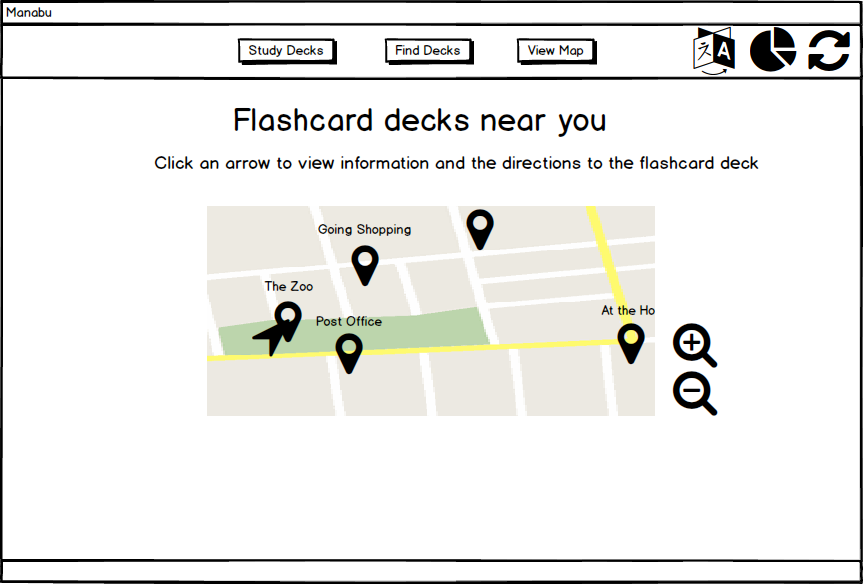 Manabu
Study Decks
Find Decks
View Map
A
Flashcard decks near you
Click an arrow to view information and the directions to the flashcard deck
Going Shopping
The Zoo
Post Office
At the Ho